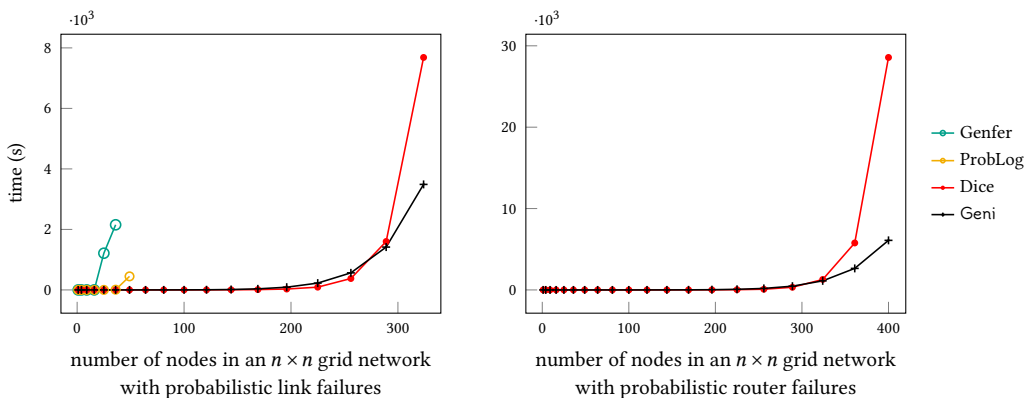 ·10³
8
6
4
2
0
time (s)
0
100
200
300
number of nodes in an n × n grid network
with probabilistic link failures
·10³
30
20
10
0
0
100
200
300
400
number of nodes in an n × n grid network
with probabilistic router failures
Genfer
ProbLog
Dice
Geni